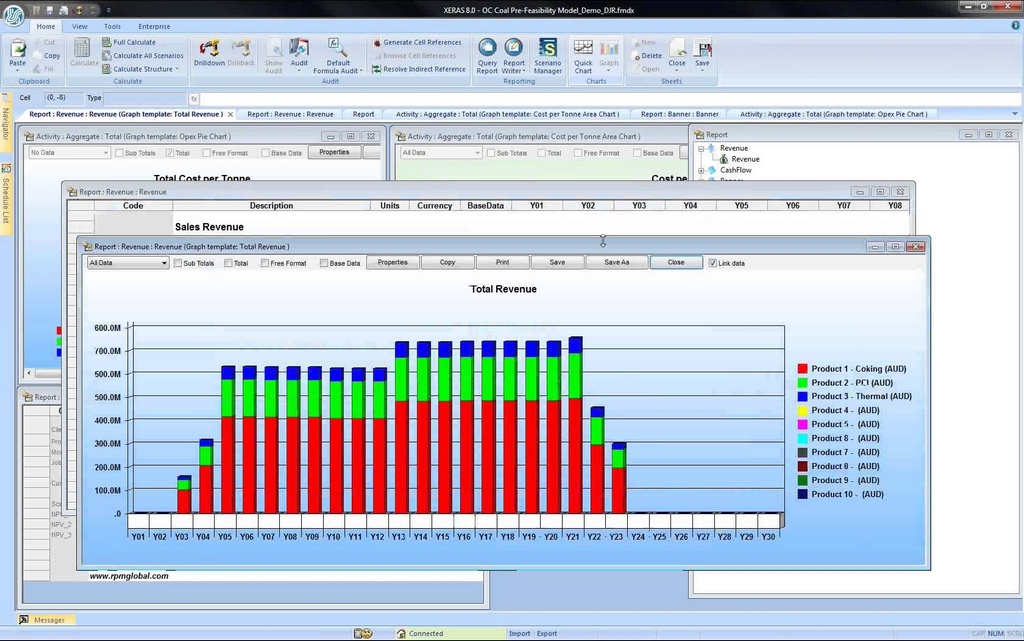 XERAS 8.0 - OC Coal Pre-Feasibility Model_Demo_DJR.fmdx
Home View Tools Enterprise
Paste Cut Copy Fill Clipboard
Calculate Full Calculate Calculate All Scenarios Calculate Structure Calculate
Drilldown Drillback Show Audit Audit Default Formula Audit Generate Cell References Browse Cell References Resolve Indirect Reference Audit
Query Report Report Writer Scenario Manager Reporting
Quick Chart Graph Charts
New Delete Open Close Save Sheets
Cell (0, -8) Type fx
Report : Revenue : Revenue (Graph template: Total Revenue ) Report : Revenue : Revenue Report Activity : Aggregate : Total (Graph template: Cost per Tonne Area Chart ) Report : Banner : Banner Activity : Aggregate : Total (Graph template: Opex Pie Chart )
Navigator
Schedule List
Activity : Aggregate : Total (Graph template: Opex Pie Chart )
No Data Sub Totals Total Free Format Base Data Properties
Total Cost per Tonne
Activity : Aggregate : Total (Graph template: Cost per Tonne Area Chart )
All Data Sub Totals Total Free Format Base Data
Cost pe
Report
Revenue
Revenue
CashFlow
Report : Revenue : Revenue
Code Description Units Currency BaseData Y01 Y02 Y03 Y04 Y05 Y06 Y07 Y08
Sales Revenue
Report : Revenue : Revenue (Graph template: Total Revenue )
All Data Sub Totals Total Free Format Base Data Properties Copy Print Save Save As Close Link data
Total Revenue
600.0M
700.0M
600.0M
500.0M
400.0M
300.0M
200.0M
100.0M
.0
Y01 Y02 Y03 Y04 Y05 Y06 Y07 Y08 Y09 Y10 Y11 Y12 Y13 Y14 Y15 Y16 Y17 Y18 Y19 Y20 Y21 Y22 Y23 Y24 Y25 Y26 Y27 Y28 Y29 Y30
Product 1 - Coking (AUD)
Product 2 - PCI (AUD)
Product 3 - Thermal (AUD)
Product 4 - (AUD)
Product 5 - (AUD)
Product 6 - (AUD)
Product 7 - (AUD)
Product 8 - (AUD)
Product 9 - (AUD)
Product 10 - (AUD)
Report :
NPV_2
NPV_3
www.rpmglobal.com
Messages
Connected Import Export CAP NUM SCRL